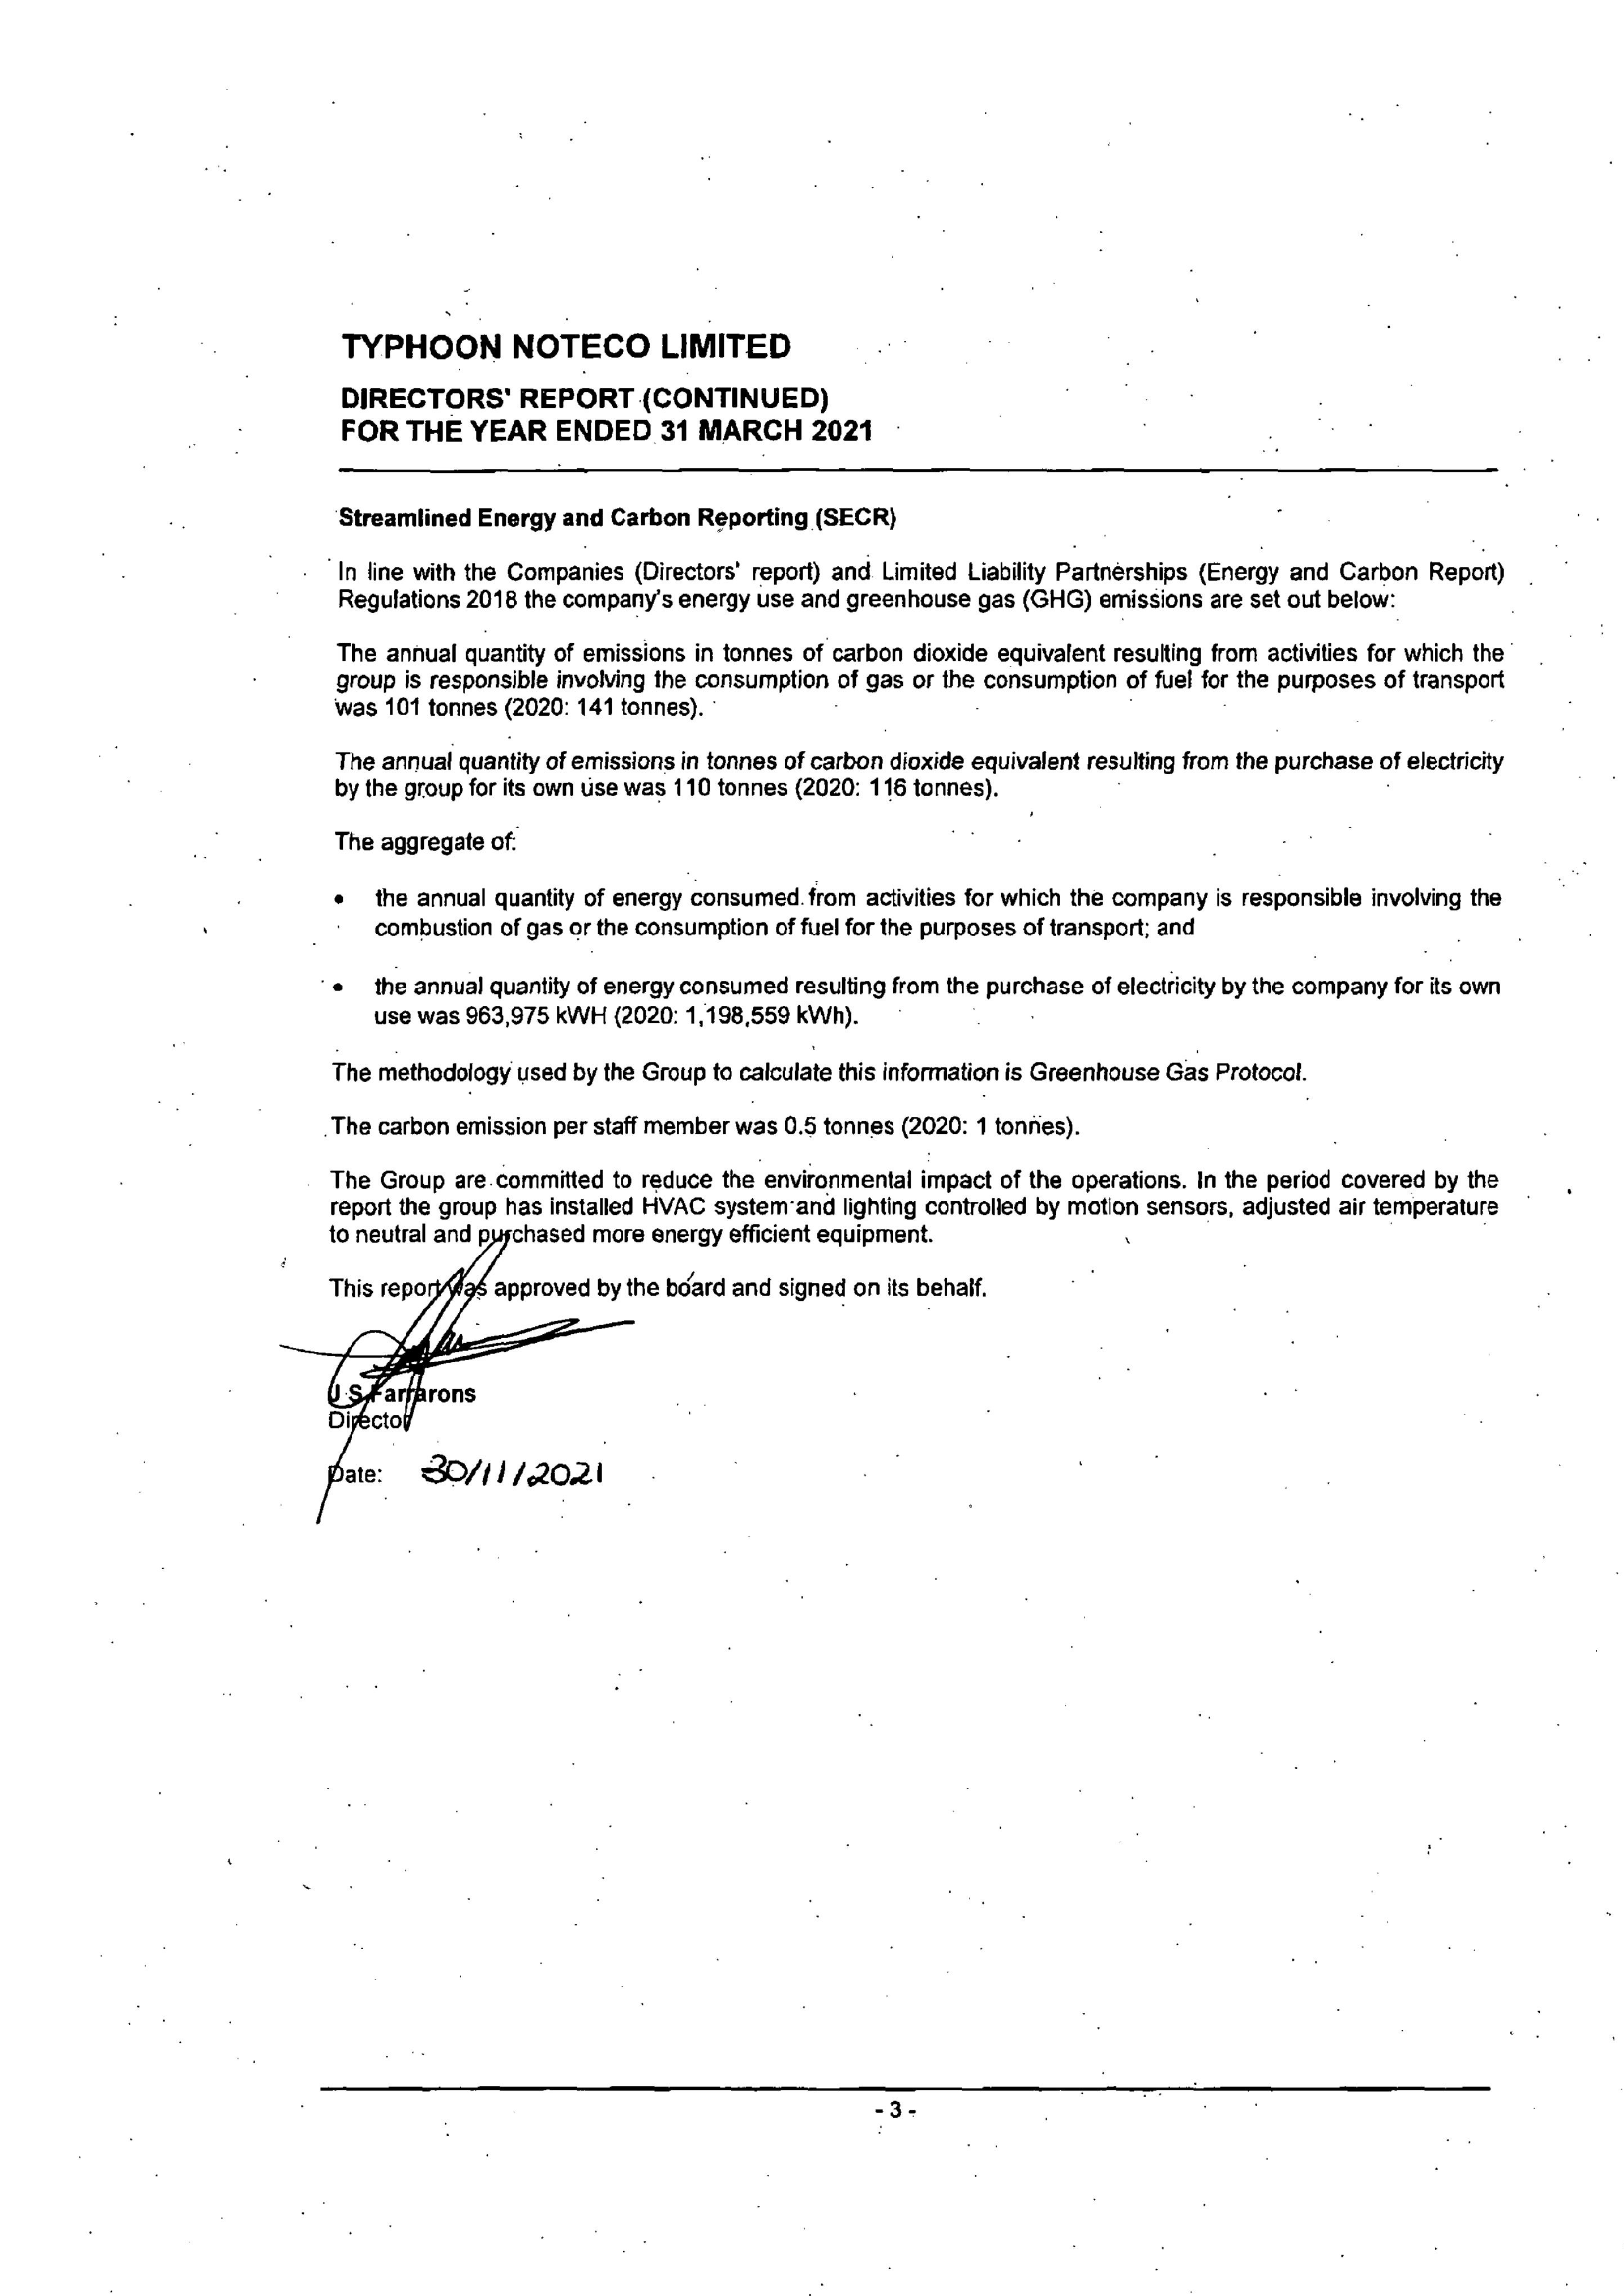 TYPHOON NOTECO LIMITED
DIRECTORS' REPORT (CONTINUED)
FOR THE YEAR ENDED 31 MARCH 2021
Streamlined Energy and Carbon Reporting (SECR)
In line with the Companies (Directors' report) and Limited Liability Partnerships (Energy and Carbon Report)
Regulations 2018 the company's energy use and greenhouse gas (GHG) emissions are set out below:
The annual quantity of emissions in tonnes of carbon dioxide equivalent resulting from activities for which the
group is responsible involving the consumption of gas or the consumption of fuel for the purposes of transport
was 101 tonnes (2020: 141 tonnes).
The annual quantity of emissions in tonnes of carbon dioxide equivalent resulting from the purchase of electricity
by the group for its own use was 110 tonnes (2020: 116 tonnes).
The aggregate of:
• the annual quantity of energy consumed from activities for which the company is responsible involving the
combustion of gas or the consumption of fuel for the purposes of transport; and
• the annual quantity of energy consumed resulting from the purchase of electricity by the company for its own
use was 963,975 kWH (2020: 1,198,559 kWh).
The methodology used by the Group to calculate this information is Greenhouse Gas Protocol.
The carbon emission per staff member was 0.5 tonnes (2020: 1 tonnes).
The Group are committed to reduce the environmental impact of the operations. In the period covered by the
report the group has installed HVAC system and lighting controlled by motion sensors, adjusted air temperature
to neutral and purchased more energy efficient equipment.
This report was approved by the board and signed on its behalf.
J S Farrarons
Director
Date: 30/11/2021
- 3 -